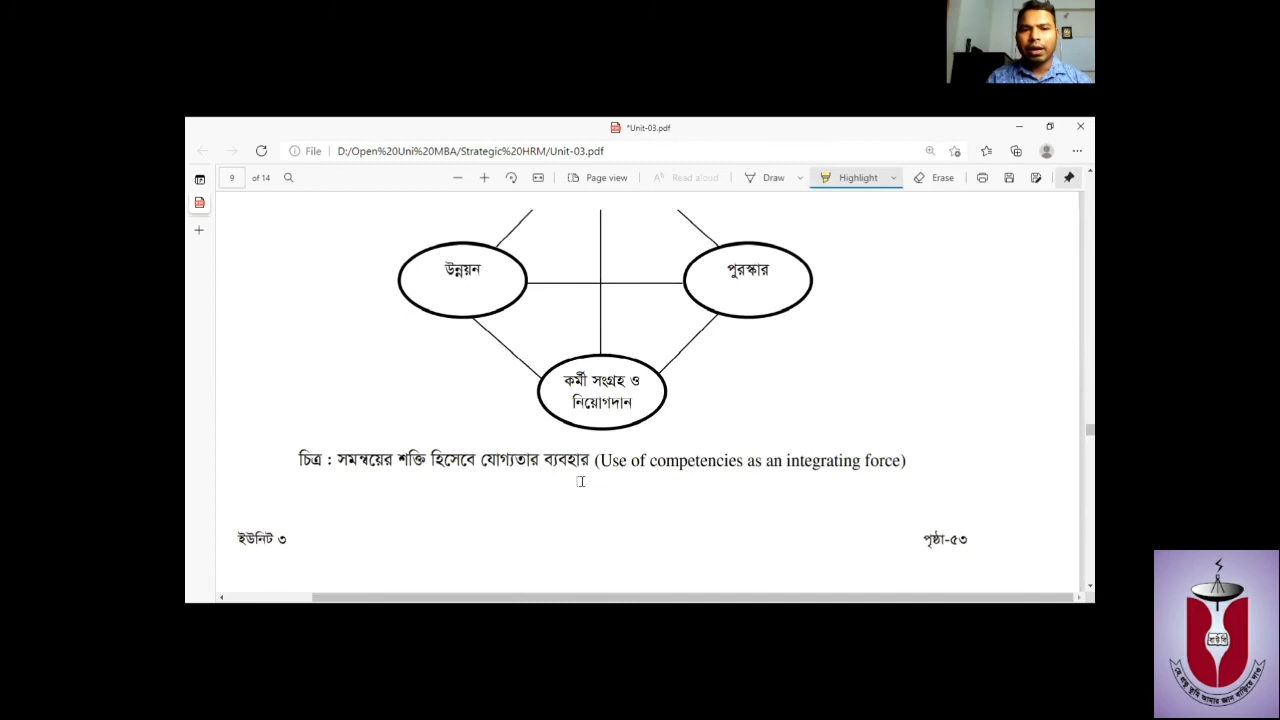 *Unit-03.pdf
File | D:/Open%20Uni%20MBA/Strategic%20HRM/Unit-03.pdf
9 of 14 Page view Read aloud Draw Highlight Erase
উন্নয়ন
পুরস্কার
কর্মী সংগ্রহ ও
নিয়োগদান
চিত্র : সমন্বয়ের শক্তি হিসেবে যোগ্যতার ব্যবহার (Use of competencies as an integrating force)
ইউনিট ৩
পৃষ্ঠা-৫৩
বাউবি